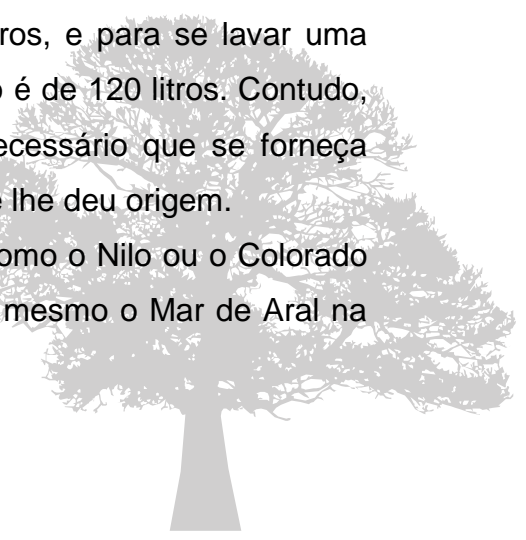 ros, e para se lavar uma
o é de 120 litros. Contudo,
ecessário que se forneça
e lhe deu origem.
omo o Nilo ou o Colorado
mesmo o Mar de Aral na